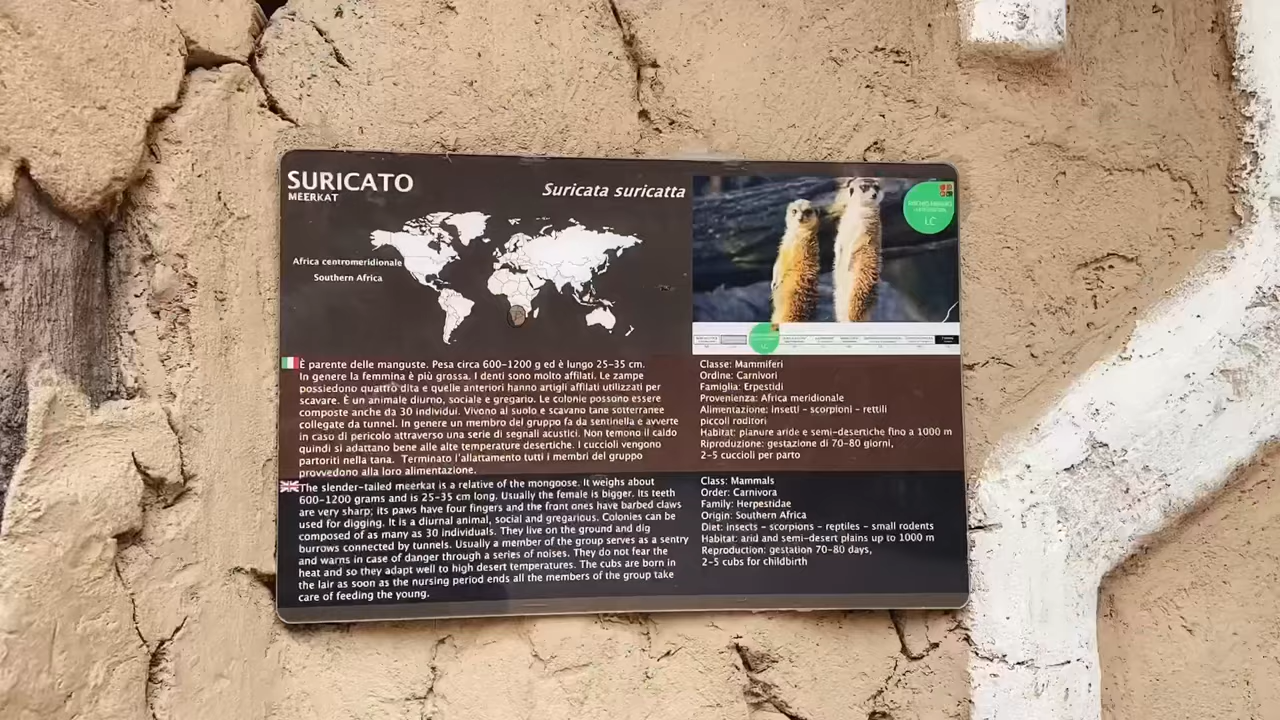 SURICATO
MEERKAT
Suricata suricatta
Africa centromeridionale
Southern Africa
LC
LC
È parente delle manguste. Pesa circa 600-1200 g ed è lungo 25-35 cm.
In genere la femmina è più grossa. I denti sono molto affilati. Le zampe
possiedono quattro dita e quelle anteriori hanno artigli affilati utilizzati per
scavare. È un animale diurno, sociale e gregario. Le colonie possono essere
composte anche da 30 individui. Vivono al suolo e scavano tane sotterranee
collegate da tunnel. In genere un membro del gruppo fa da sentinella e avverte
in caso di pericolo attraverso una serie di segnali acustici. Non temono il caldo
quindi si adattano bene alle alte temperature desertiche. I cuccioli vengono
partoriti nella tana. Terminato l'allattamento tutti i membri del gruppo
provvedono alla loro alimentazione.
Classe: Mammiferi
Ordine: Carnivori
Famiglia: Erpestidi
Provenienza: Africa meridionale
Alimentazione: insetti - scorpioni - rettili
piccoli roditori
Habitat: pianure aride e semi-desertiche fino a 1000 m
Riproduzione: gestazione di 70-80 giorni,
2-5 cuccioli per parto
The slender-tailed meerkat is a relative of the mongoose. It weighs about
600-1200 grams and is 25-35 cm long. Usually the female is bigger. Its teeth
are very sharp; its paws have four fingers and the front ones have barbed claws
used for digging. It is a diurnal animal, social and gregarious. Colonies can be
composed of as many as 30 individuals. They live on the ground and dig
burrows connected by tunnels. Usually a member of the group serves as a sentry
and warns in case of danger through a series of noises. They do not fear the
heat and so they adapt well to high desert temperatures. The cubs are born in
the lair as soon as the nursing period ends all the members of the group take
care of feeding the young.
Class: Mammals
Order: Carnivora
Family: Herpestidae
Origin: Southern Africa
Diet: insects - scorpions - reptiles - small rodents
Habitat: arid and semi-desert plains up to 1000 m
Reproduction: gestation 70-80 days,
2-5 cubs for childbirth